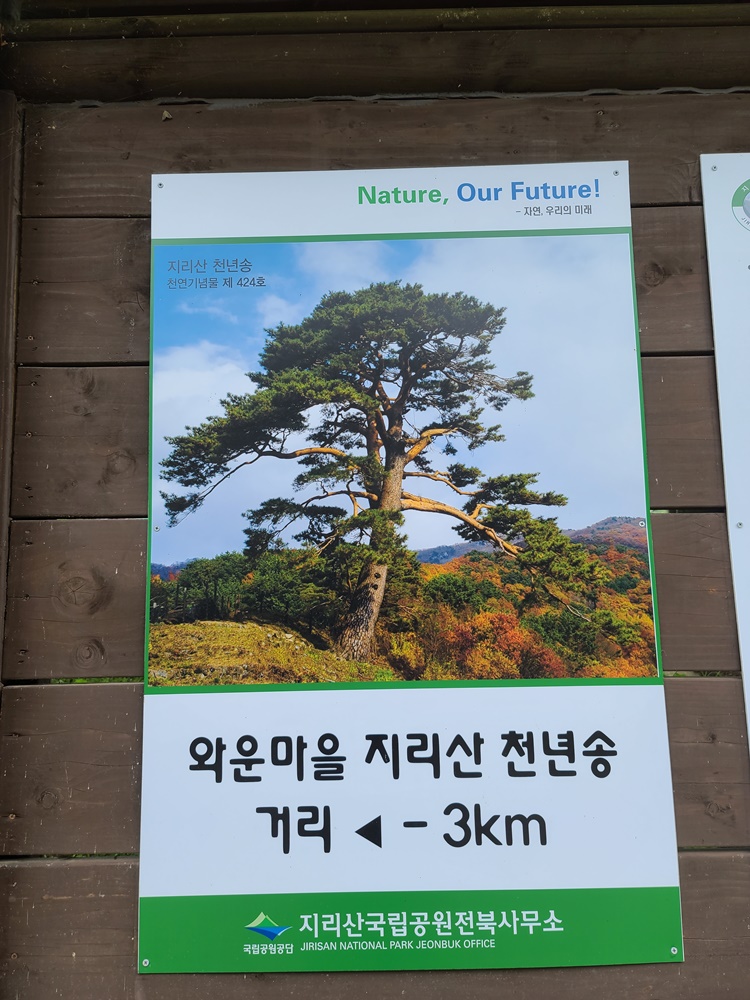 Nature, Our Future!
- 자연, 우리의 미래
지리산 천년송
천연기념물 제 424호
와운마을 지리산 천년송
거리 ◀ - 3km
지리산국립공원전북사무소
국립공원공단 JIRISAN NATIONAL PARK JEONBUK OFFICE